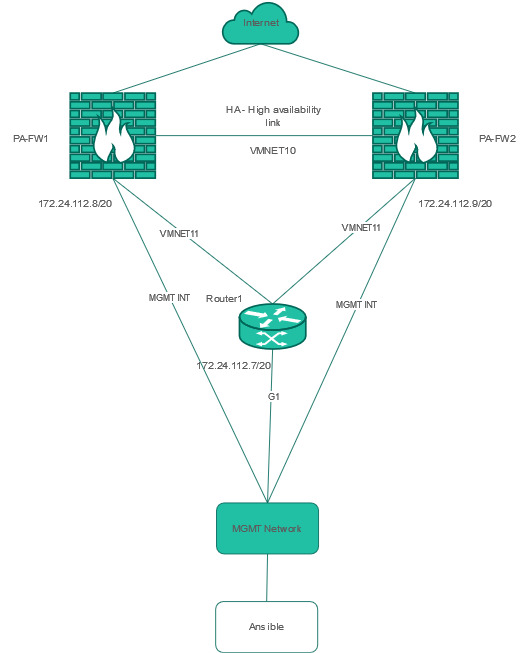 Internet
HA- High availability
link
PA-FW1
PA-FW2
VMNET10
172.24.112.8/20
172.24.112.9/20
VMNET11
VMNET11
MGMT INT
Router1
MGMT INT
172.24.112.7/20
G1
MGMT Network
Ansible